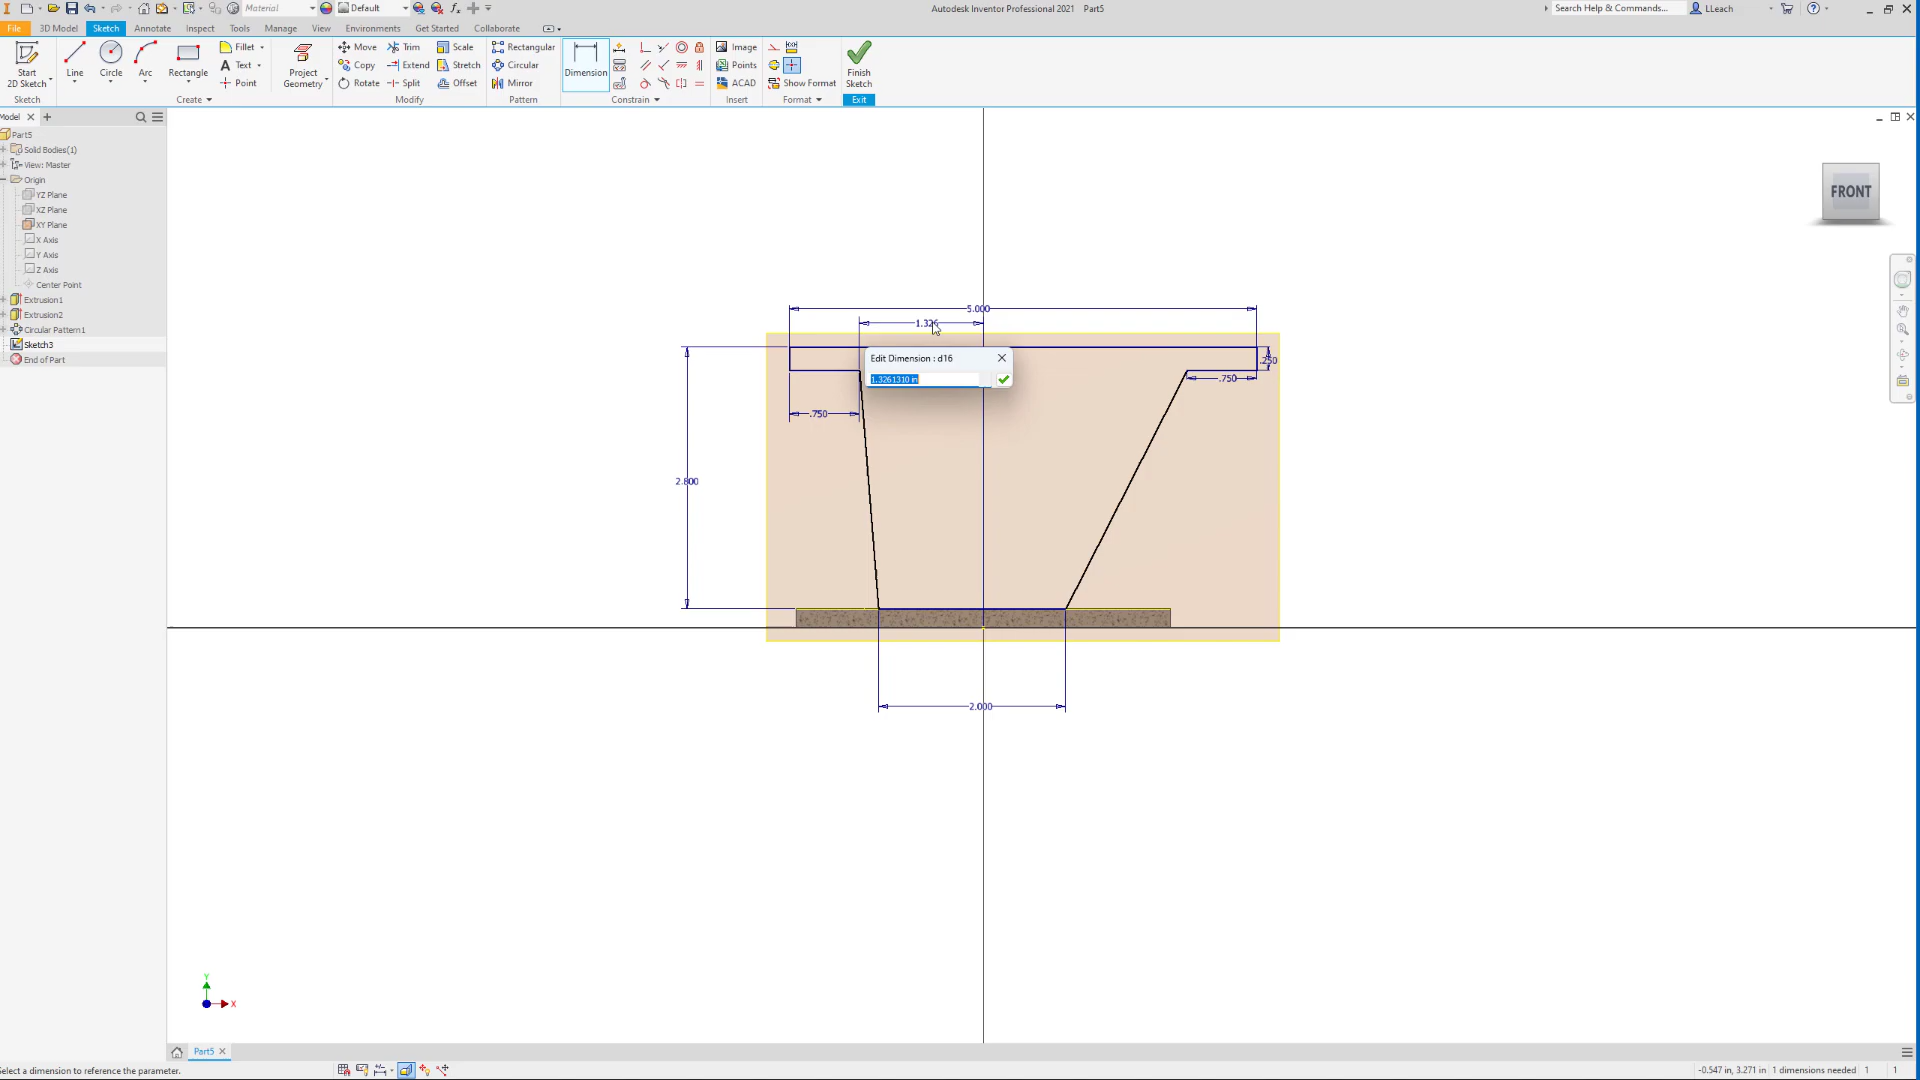 Material
Default
Autodesk Inventor Professional 2021 Part5
Search Help & Commands...
LLeach
File 3D Model Sketch Annotate Inspect Tools Manage View Environments Get Started Collaborate
Start
2D Sketch
Line
Circle
Arc
Rectangle
Fillet
Text
Point
Project
Geometry
Move
Copy
Rotate
Trim
Extend
Split
Scale
Stretch
Offset
Rectangular
Circular
Mirror
Dimension
Image
Points
ACAD
Show Format
Finish
Sketch
Sketch Create Modify Pattern Constrain Insert Format Exit
Model
Part5
Solid Bodies(1)
View: Master
Origin
YZ Plane
XZ Plane
XY Plane
X Axis
Y Axis
Z Axis
Center Point
Extrusion1
Extrusion2
Circular Pattern1
Sketch3
End of Part
FRONT
5.000
1.326
Edit Dimension : d16
1.3261310 in
.250
.750
.750
2.800
2.000
Y
X
Part5
Select a dimension to reference the parameter.
-0.547 in, 3.271 in 1 dimensions needed 1 1